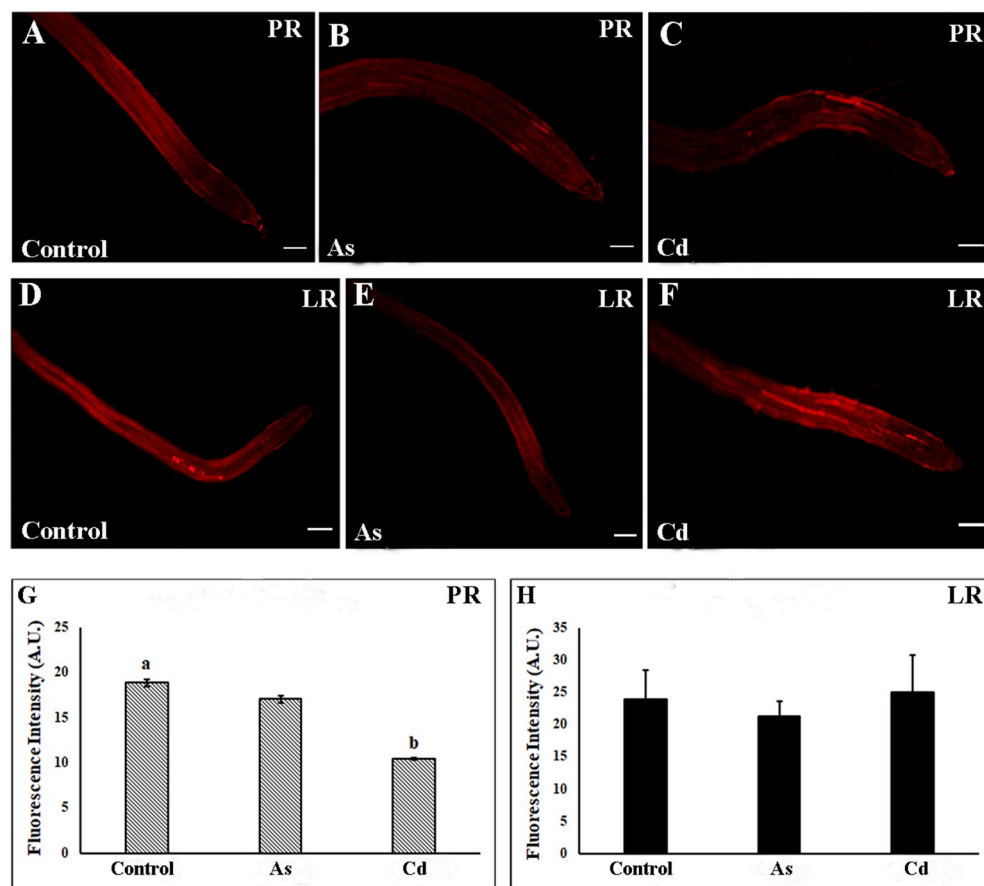 A PR
Control
B PR
As
C PR
Cd
D LR
Control
E LR
As
F LR
Cd
G PR
Fluorescence Intensity (A.U.)
25
20
15
10
5
0
a
b
Control As Cd
H LR
Fluorescence Intensity (A.U.)
35
30
25
20
15
10
5
0
Control As Cd